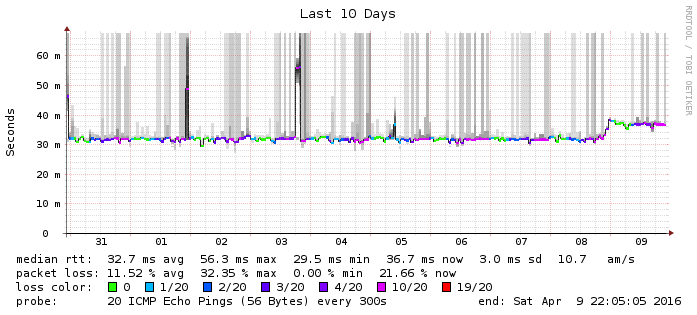 Last 10 Days
RRDTOOL / TOBI OETIKER
Seconds
60 m
50 m
40 m
30 m
20 m
10 m
0
31 01 02 03 04 05 06 07 08 09
median rtt: 32.7 ms avg 56.3 ms max 29.5 ms min 36.7 ms now 3.0 ms sd 10.7 am/s
packet loss: 11.52 % avg 32.35 % max 0.00 % min 21.66 % now
loss color: 0 1/20 2/20 3/20 4/20 10/20 19/20
probe: 20 ICMP Echo Pings (56 Bytes) every 300s end: Sat Apr 9 22:05:05 2016